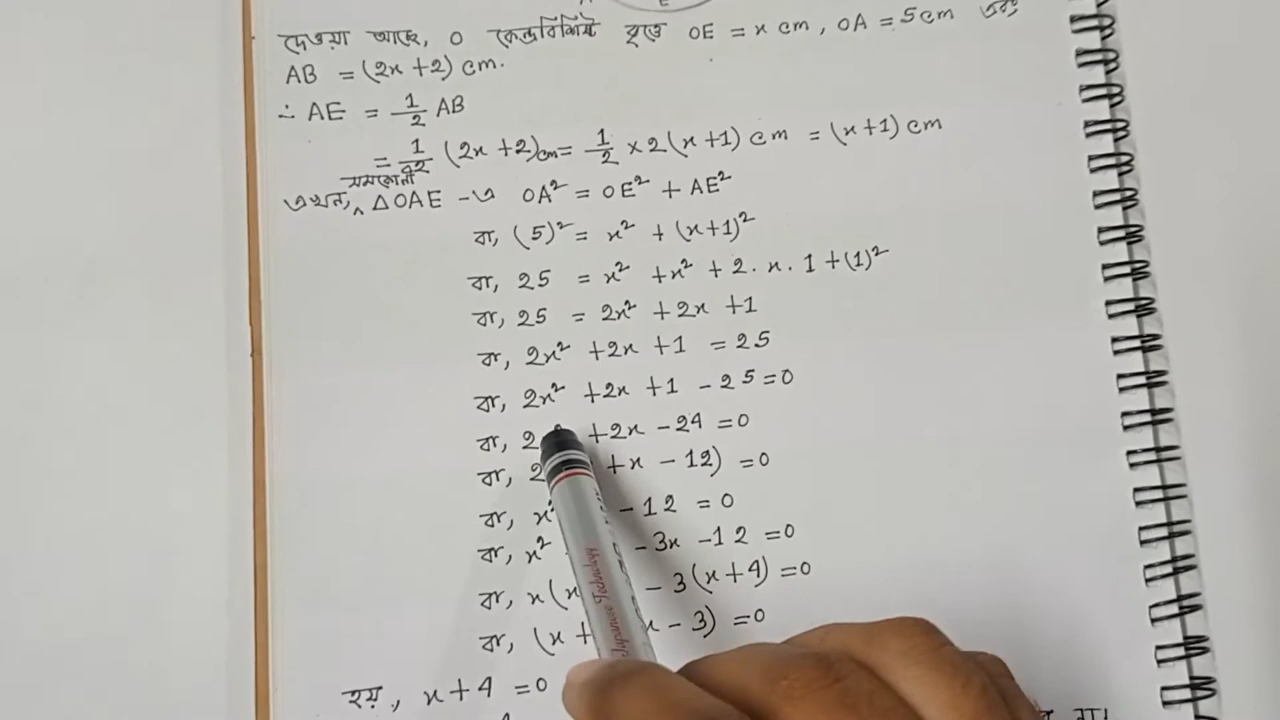 দেওয়া আছে, O কেন্দ্রবিশিষ্ট বৃত্তে OE = x cm, OA = 5cm এবং
AB = (2x+2) cm.
∴ AE = 1/2 AB
= 1/2 (2x+2)cm = 1/2 × 2(x+1) cm = (x+1) cm
সমকোণী
এখন, ^ ΔOAE -এ OA² = OE² + AE²
বা, (5)² = x² + (x+1)²
বা, 25 = x² + x² + 2. x. 1 + (1)²
বা, 25 = 2x² + 2x + 1
বা, 2x² + 2x + 1 = 25
বা, 2x² + 2x + 1 - 25 = 0
বা, 2 + 2x - 24 = 0
বা, 2 + x - 12) = 0
বা, x² - 12 = 0
বা, x² - 3x - 12 = 0
বা, x(x - 3(x+4) = 0
বা, (x+ x - 3) = 0
হয়, x+4 = 0